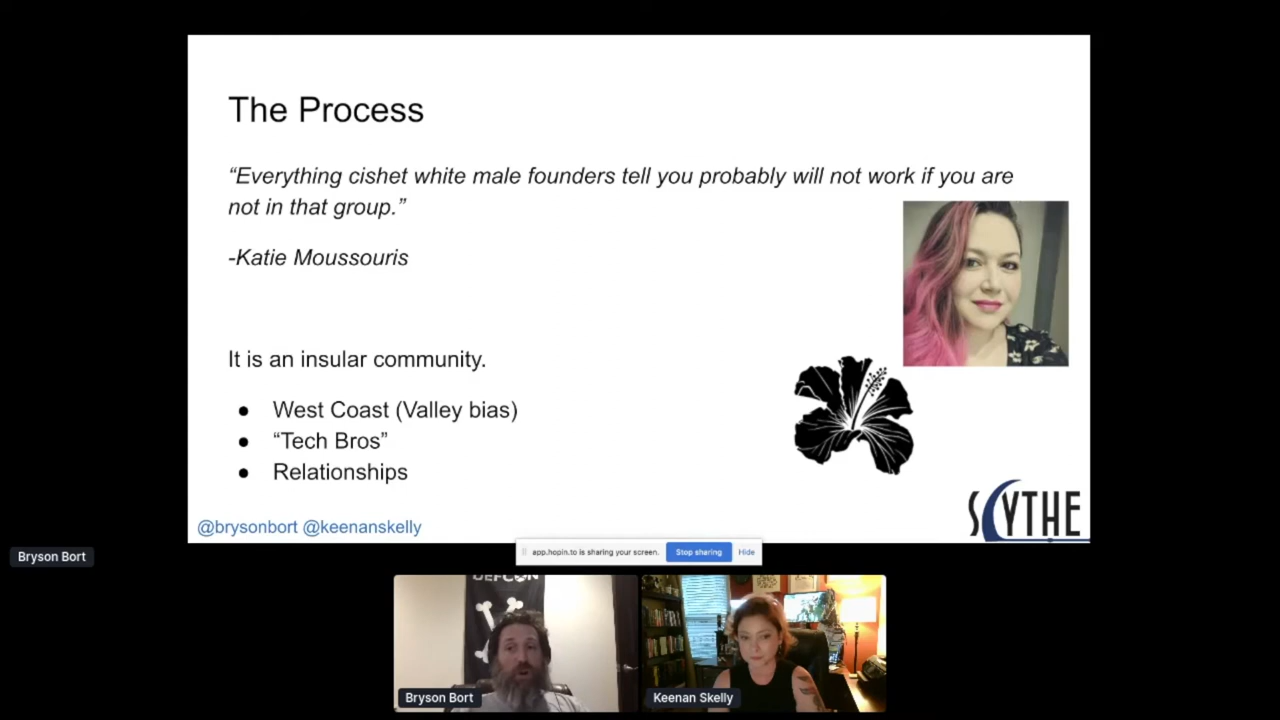 The Process
“Everything cishet white male founders tell you probably will not work if you are
not in that group.”
-Katie Moussouris
It is an insular community.
● West Coast (Valley bias)
● “Tech Bros”
● Relationships
@brysonbort @keenanskelly
SCYTHE
app.hopin.to is sharing your screen.
Stop sharing
Hide
Bryson Bort
DEFCON
Bryson Bort
Keenan Skelly